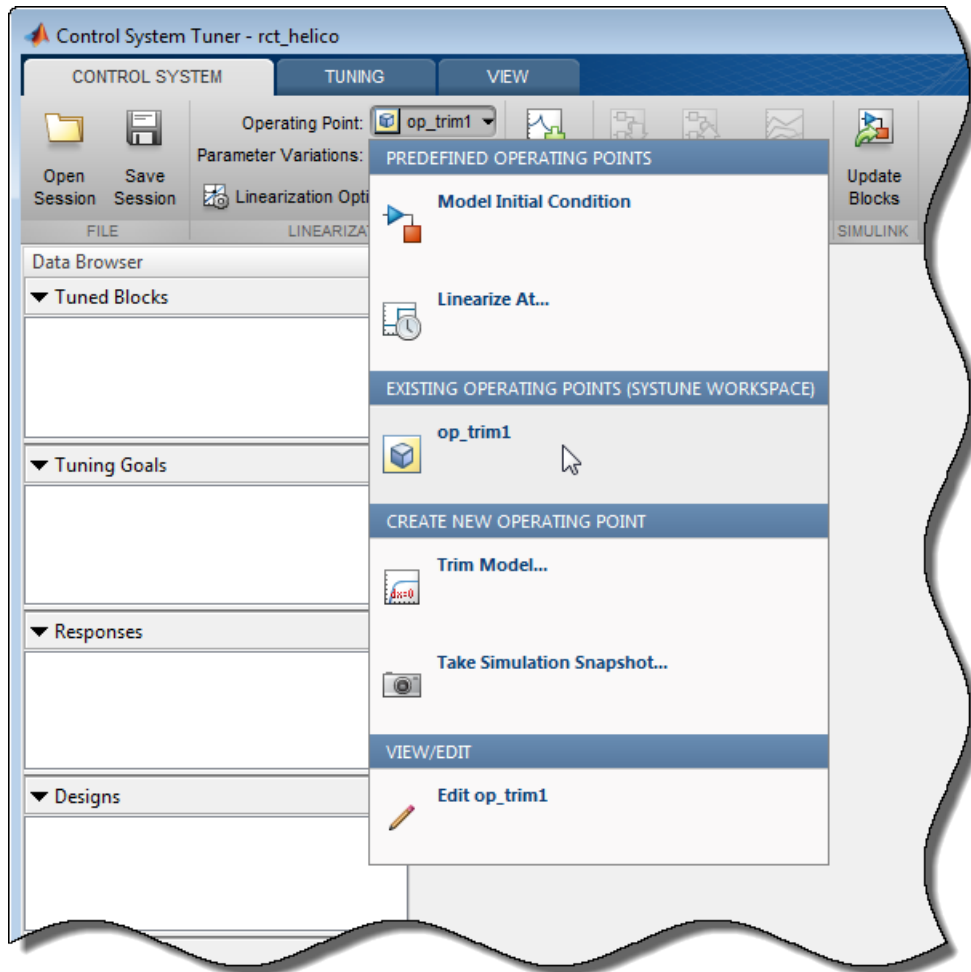 Control System Tuner - rct_helico
CONTROL SYSTEM TUNING VIEW
Open Session
Save Session
FILE
Operating Point: op_trim1
Parameter Variations:
Linearization Opti
LINEARIZA
Update Blocks
SIMULINK
PREDEFINED OPERATING POINTS
Model Initial Condition
Linearize At...
EXISTING OPERATING POINTS (SYSTUNE WORKSPACE)
op_trim1
CREATE NEW OPERATING POINT
dx=0
Trim Model...
Take Simulation Snapshot...
VIEW/EDIT
Edit op_trim1
Data Browser
Tuned Blocks
Tuning Goals
Responses
Designs